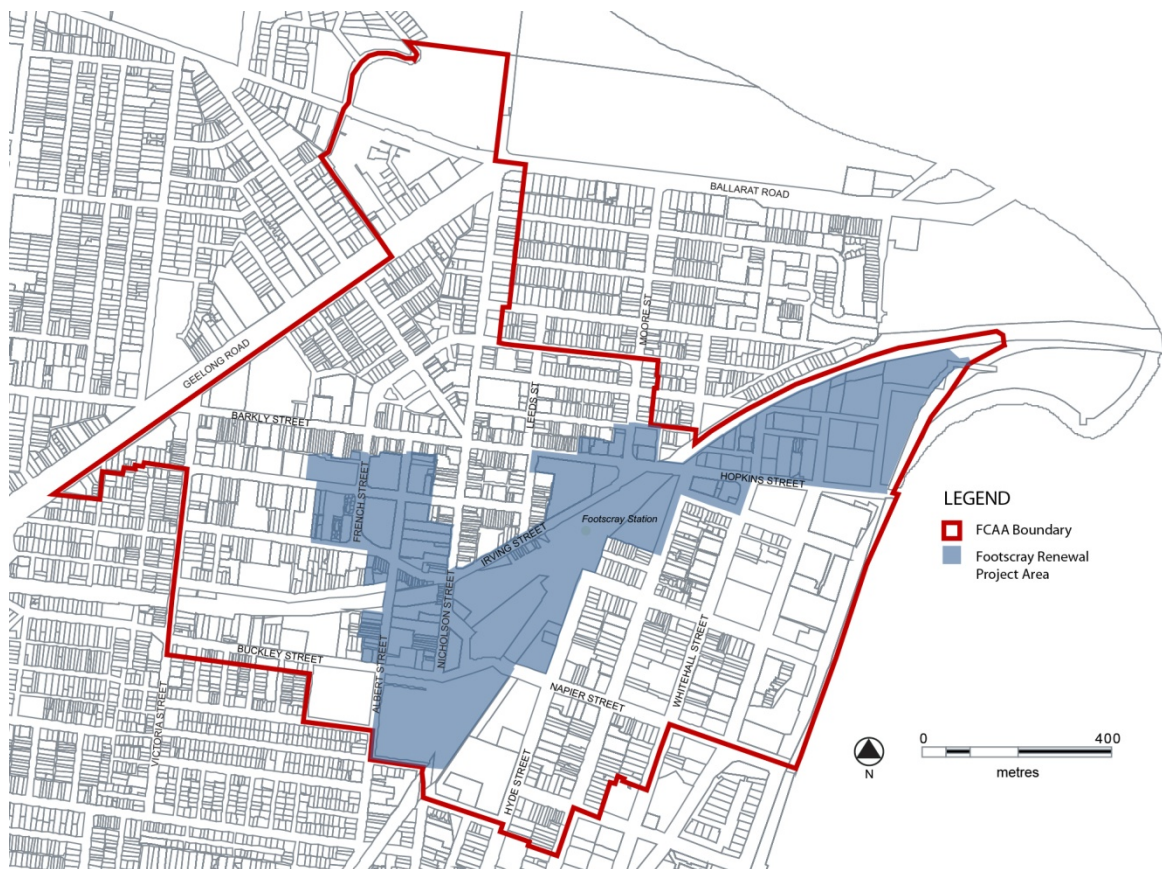 BALLARAT ROAD
MOORE ST
GEELONG ROAD
LEEDS ST
BARKLY STREET
HOPKINS STREET
FRENCH STREET
LEGEND
FCAA Boundary
Footscray Renewal
Project Area
Footscray Station
IRVING STREET
NICHOLSON STREET
BUCKLEY STREET
ALBERT STREET
WHITEHALL STREET
NAPIER STREET
VICTORIA STREET
HYDE STREET
N
0 400
metres